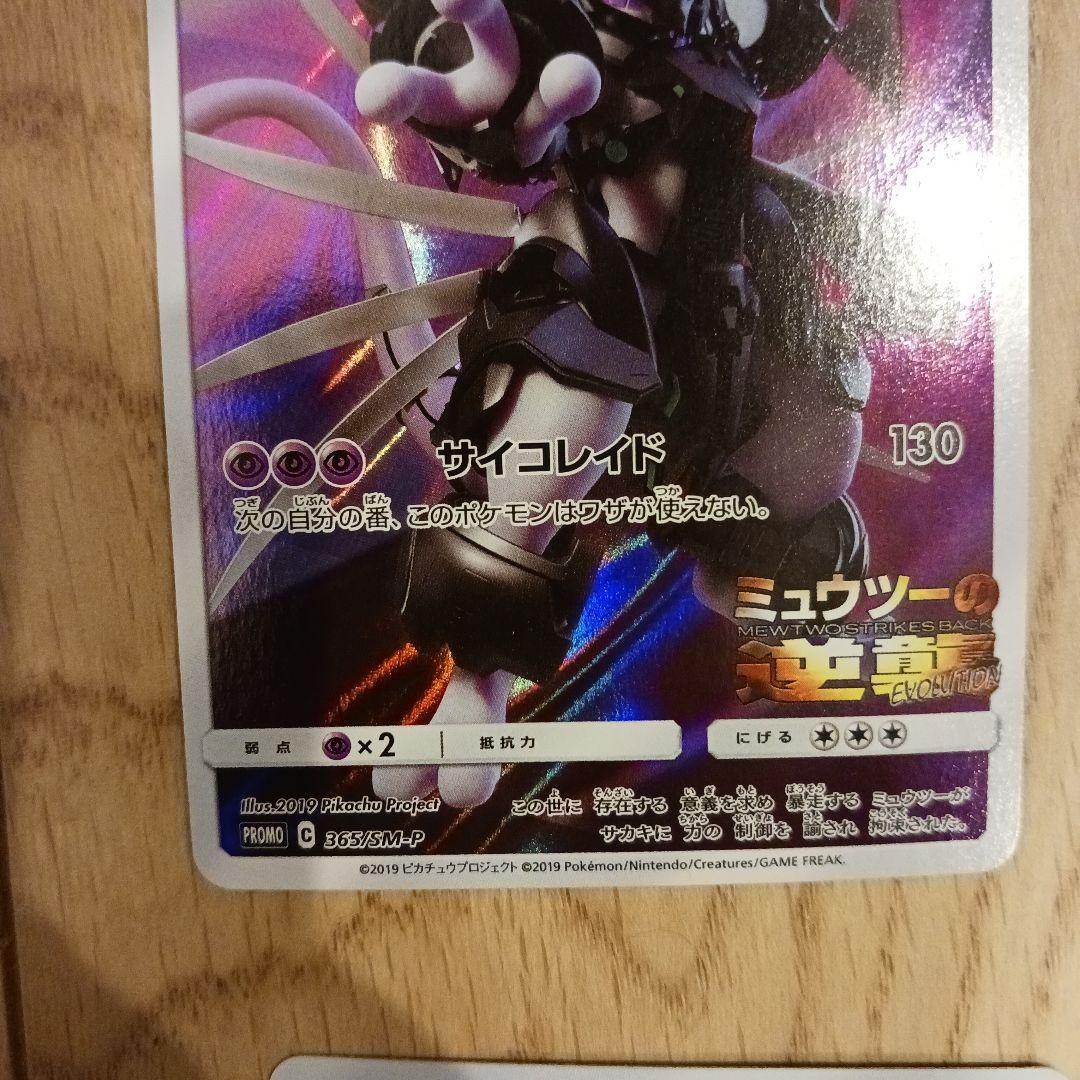 サイコレイド 130
次の自分の番、このポケモンはワザが使えない。
ミュウツーの
MEWTWO STRIKES BACK
逆襲
EVOLUTION
弱点 ×2 抵抗力 にげる
Illus.2019 Pikachu Project
PROMO C 365/SM-P
この世に 存在する 意義を求め 暴走する ミュウツーが
サカキに 力の 制御を 諭され 拘束された。
©2019 ピカチュウプロジェクト ©2019 Pokémon/Nintendo/Creatures/GAME FREAK.